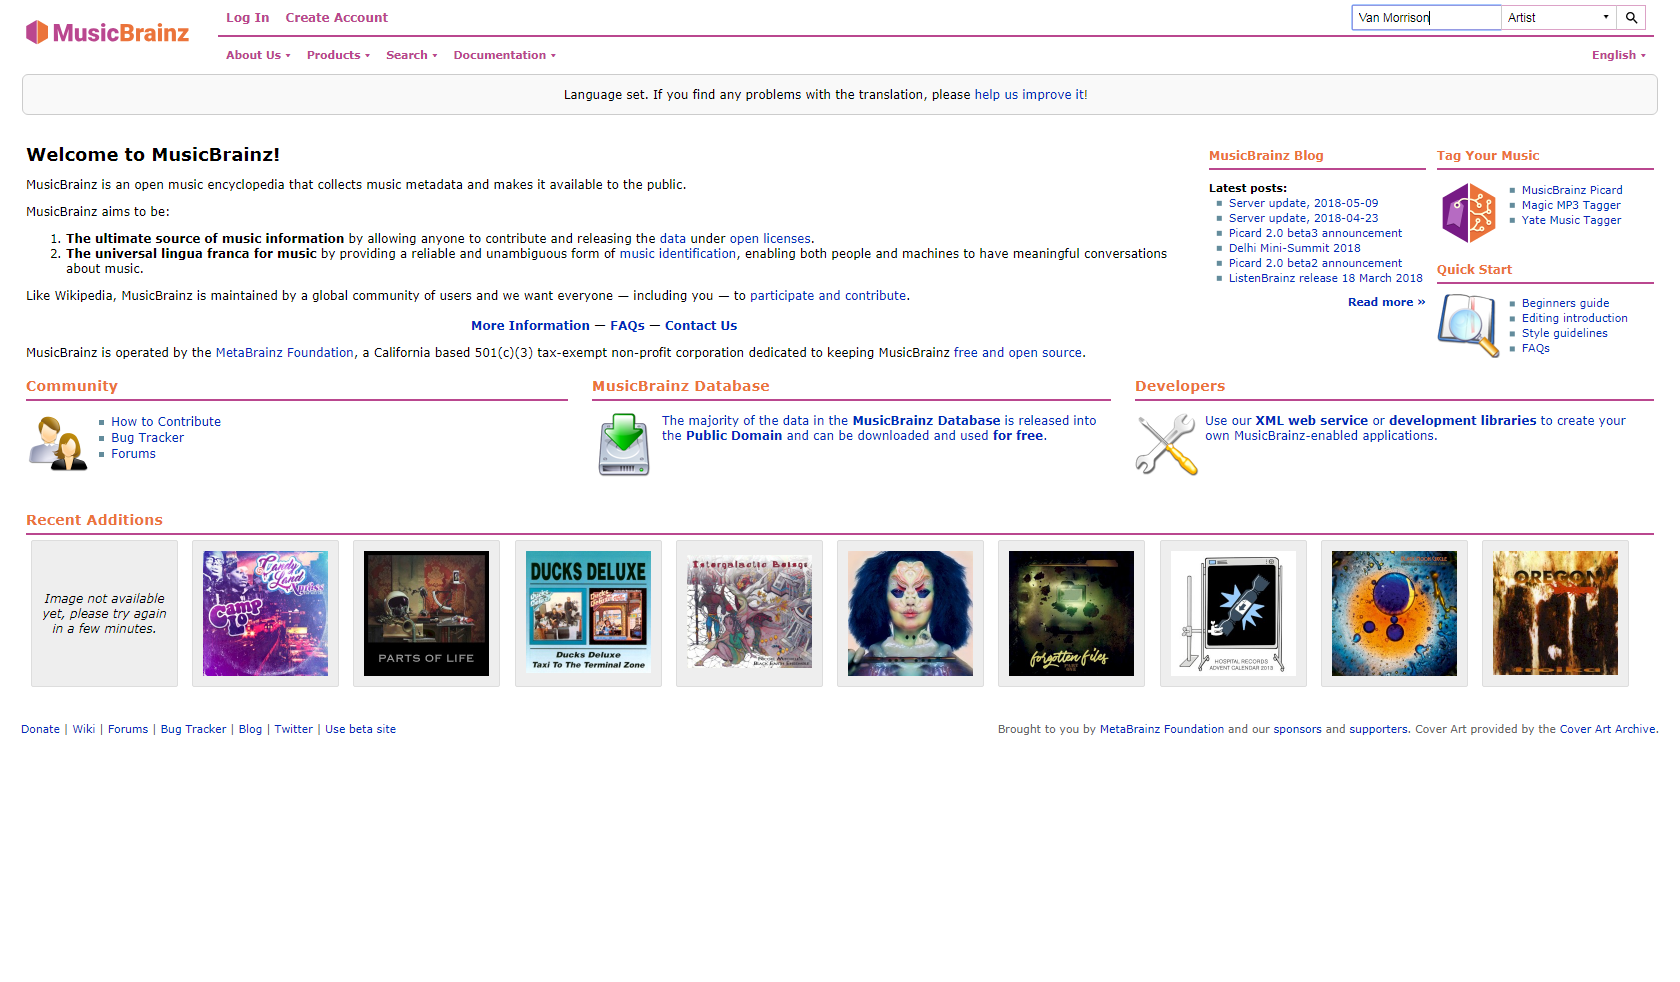 MusicBrainz
Log In Create Account
Van Morrison Artist
About Us Products Search Documentation English
Language set. If you find any problems with the translation, please help us improve it!
Welcome to MusicBrainz!
MusicBrainz is an open music encyclopedia that collects music metadata and makes it available to the public.
MusicBrainz aims to be:
1. The ultimate source of music information by allowing anyone to contribute and releasing the data under open licenses.
2. The universal lingua franca for music by providing a reliable and unambiguous form of music identification, enabling both people and machines to have meaningful conversations
about music.
Like Wikipedia, MusicBrainz is maintained by a global community of users and we want everyone — including you — to participate and contribute.
More Information — FAQs — Contact Us
MusicBrainz is operated by the MetaBrainz Foundation, a California based 501(c)(3) tax-exempt non-profit corporation dedicated to keeping MusicBrainz free and open source.
MusicBrainz Blog
Latest posts:
Server update, 2018-05-09
Server update, 2018-04-23
Picard 2.0 beta3 announcement
Delhi Mini-Summit 2018
Picard 2.0 beta2 announcement
ListenBrainz release 18 March 2018
Read more »
Tag Your Music
MusicBrainz Picard
Magic MP3 Tagger
Yate Music Tagger
Quick Start
Beginners guide
Editing introduction
Style guidelines
FAQs
Community
How to Contribute
Bug Tracker
Forums
MusicBrainz Database
The majority of the data in the MusicBrainz Database is released into
the Public Domain and can be downloaded and used for free.
Developers
Use our XML web service or development libraries to create your
own MusicBrainz-enabled applications.
Recent Additions
Image not available
yet, please try again
in a few minutes.
Candy
Land
Camp
Lo
PARTS OF LIFE
DUCKS DELUXE
Ducks Deluxe
Taxi To The Terminal Zone
Intergalactic Beings
forgotten files
HOSPITAL RECORDS
ADVENT CALENDAR 2018
OREGON
Donate | Wiki | Forums | Bug Tracker | Blog | Twitter | Use beta site
Brought to you by MetaBrainz Foundation and our sponsors and supporters. Cover Art provided by the Cover Art Archive.